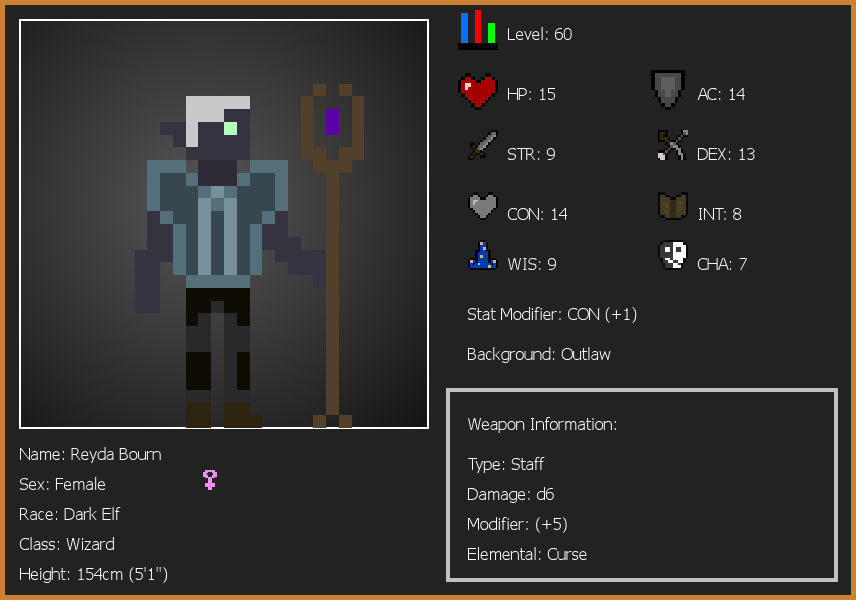 Level: 60
HP: 15
AC: 14
STR: 9
DEX: 13
CON: 14
INT: 8
WIS: 9
CHA: 7
Stat Modifier: CON (+1)
Background: Outlaw
Weapon Information:
Type: Staff
Damage: d6
Modifier: (+5)
Elemental: Curse
Name: Reyda Bourn
Sex: Female
Race: Dark Elf
Class: Wizard
Height: 154cm (5'1")